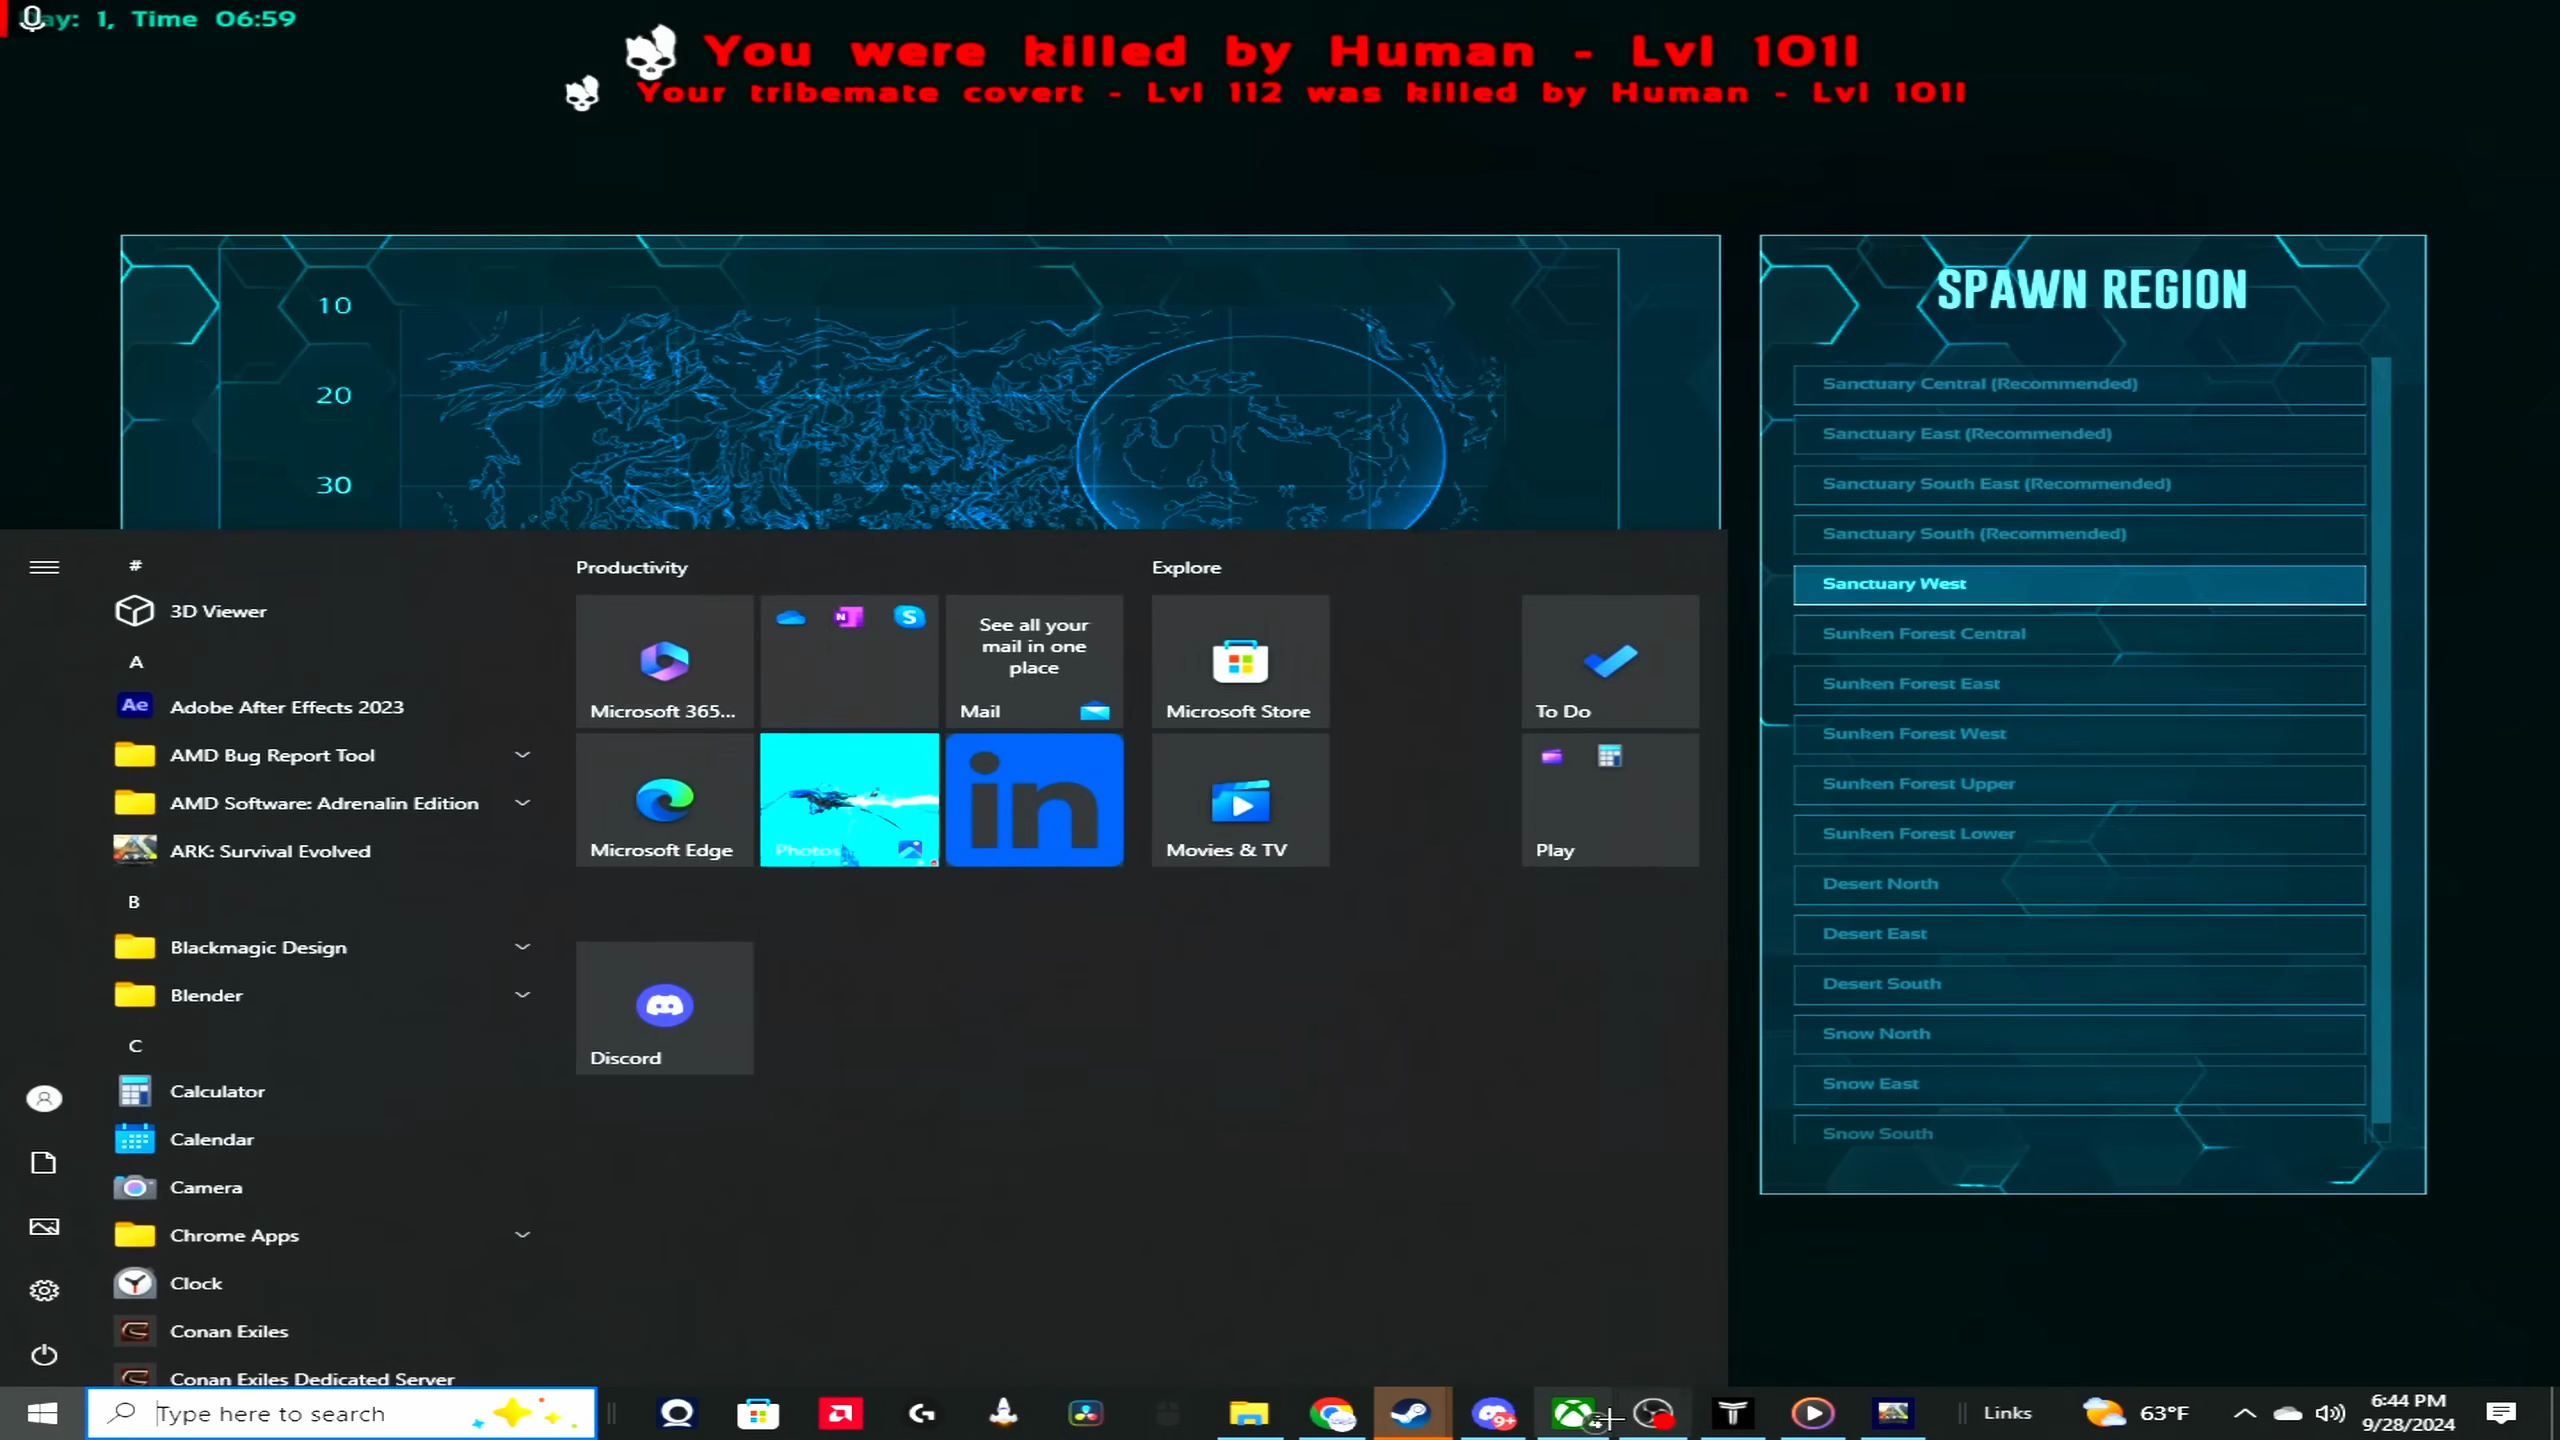 ay: 1, Time 06:59
You were killed by Human - Lvl 101!
Your tribemate covert - Lvl 112 was killed by Human - Lvl 101!
10
20
30
SPAWN REGION
Sanctuary Central (Recommended)
Sanctuary East (Recommended)
Sanctuary South East (Recommended)
Sanctuary South (Recommended)
Sanctuary West
Sunken Forest Central
Sunken Forest East
Sunken Forest West
Sunken Forest Upper
Sunken Forest Lower
Desert North
Desert East
Desert South
Snow North
Snow East
Snow South
#
3D Viewer
A
Ae
Adobe After Effects 2023
AMD Bug Report Tool
AMD Software: Adrenalin Edition
ARK: Survival Evolved
B
Blackmagic Design
Blender
C
Calculator
Calendar
Camera
Chrome Apps
Clock
Conan Exiles
Conan Exiles Dedicated Server
Productivity
Microsoft 365...
N
S
See all your
mail in one
place
Mail
Microsoft Edge
Photos
in
Discord
Explore
Microsoft Store
Movies & TV
To Do
Play
Type here to search
9+
Links
63°F
6:44 PM
9/28/2024